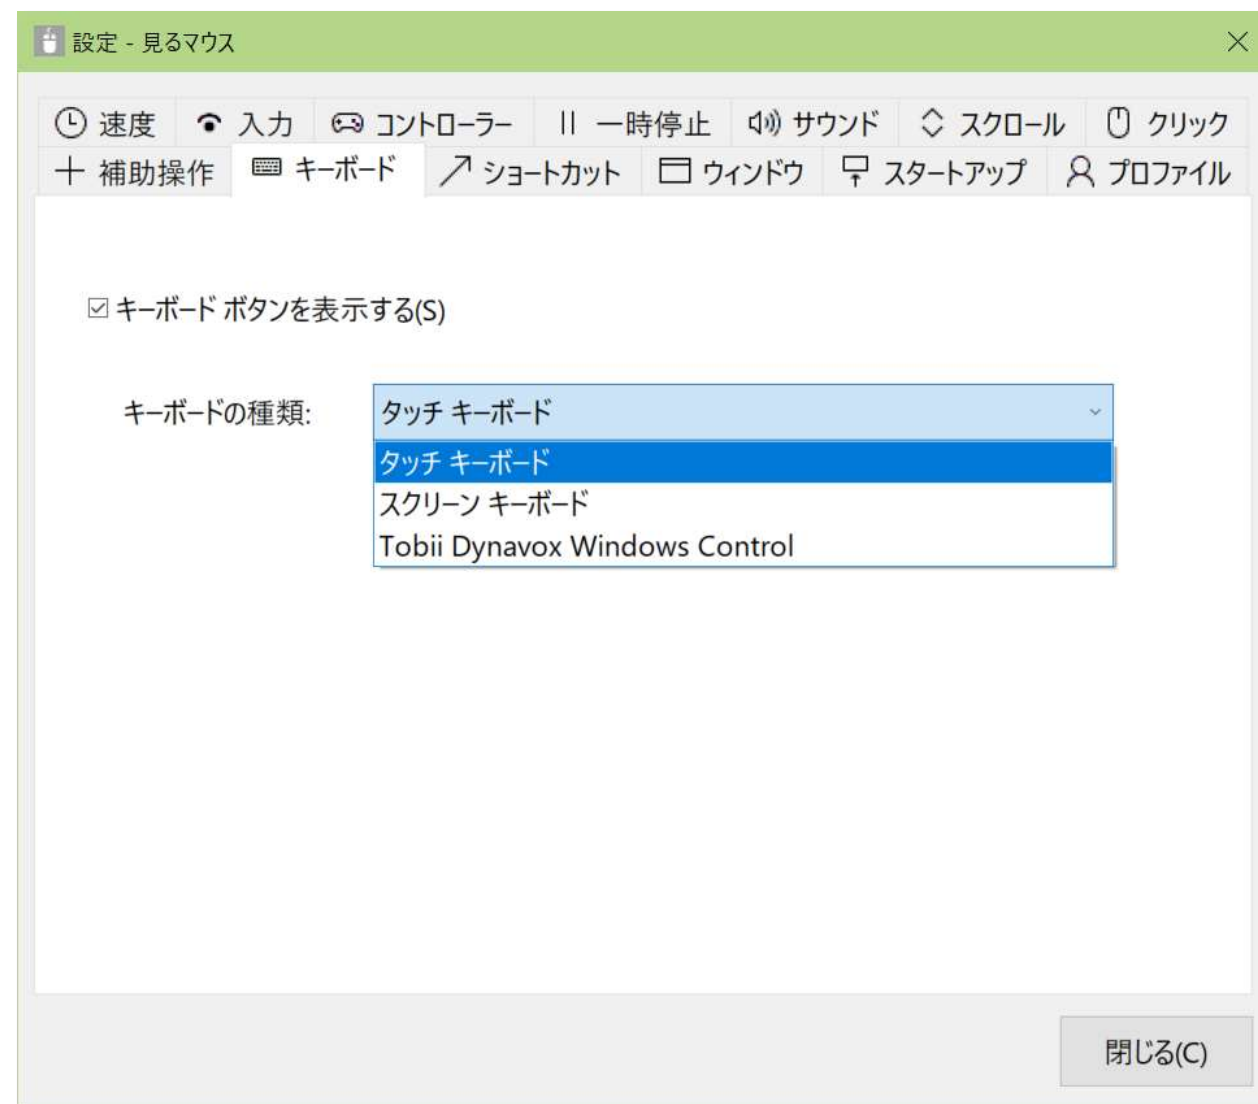 設定 - 見るマウス
速度 入力 コントローラー 一時停止 サウンド スクロール クリック
補助操作 キーボード ショートカット ウィンドウ スタートアップ プロファイル
キーボード ボタンを表示する(S)
キーボードの種類: タッチ キーボード
タッチ キーボード
スクリーン キーボード
Tobii Dynavox Windows Control
閉じる(C)